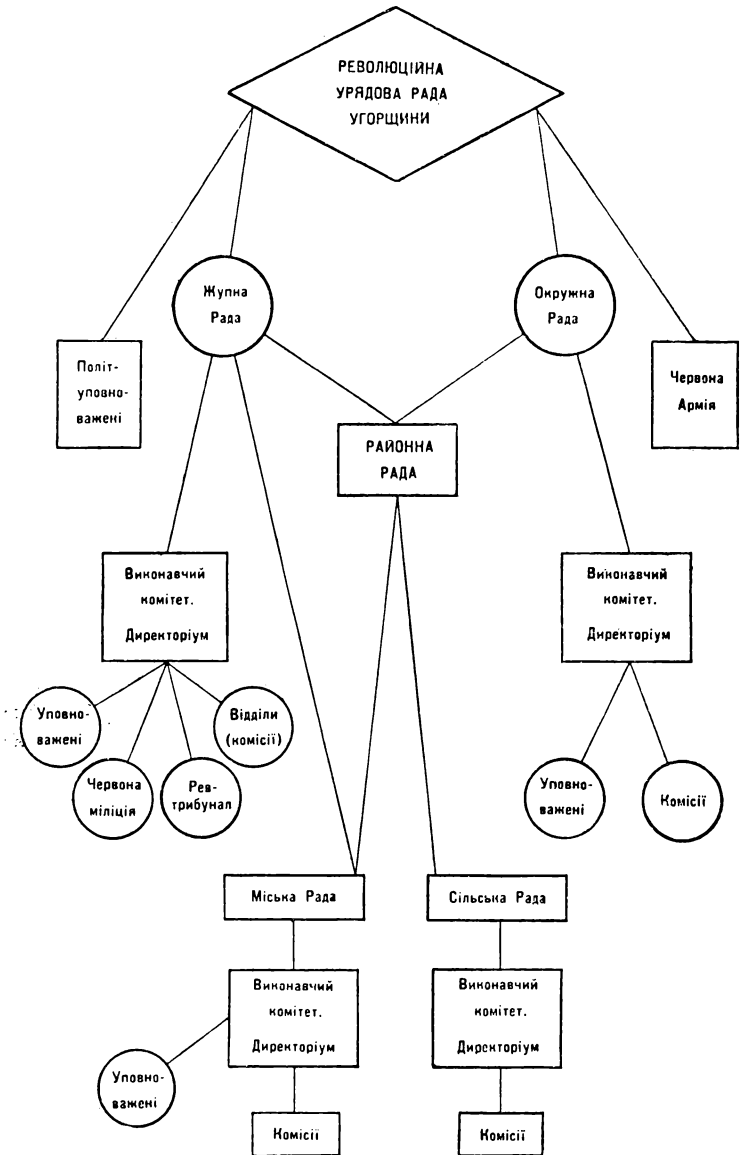 РЕВОЛЮЦІЙНА
УРЯДОВА РАДА
УГОРЩИНИ
Жупна
Рада
Окружна
Рада
Політ-
уповно-
важені
Червона
Армія
РАЙОННА
РАДА
Виконавчий
комітет.
Директоріум
Виконавчий
комітет.
Директоріум
Уповно-
важені
Відділи
(комісії)
Червона
міліція
Рев-
трибунал
Уповно-
важені
Комісії
Міська Рада
Сільська Рада
Виконавчий
комітет.
Директоріум
Виконавчий
комітет.
Директоріум
Уповно-
важені
Комісії
Комісії